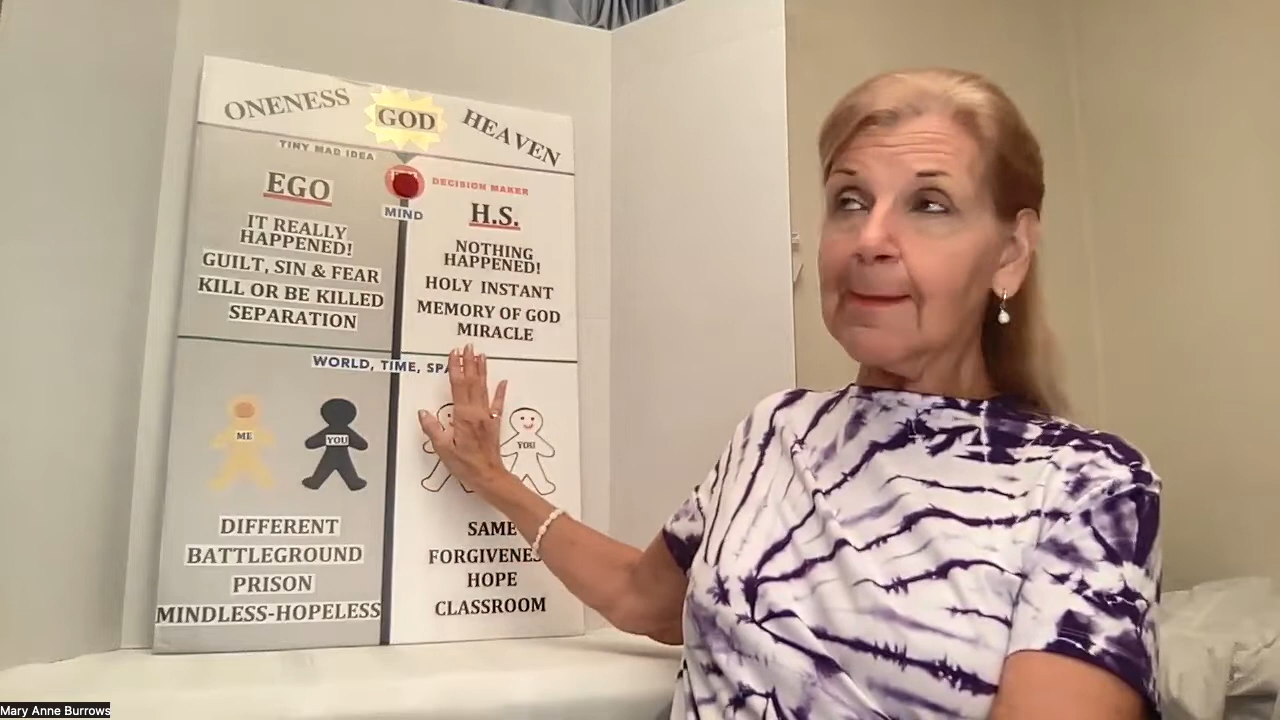 ONENESS GOD HEAVEN
TINY MAD IDEA
DECISION MAKER
MIND
EGO
IT REALLY
HAPPENED!
GUILT, SIN & FEAR
KILL OR BE KILLED
SEPARATION
H.S.
NOTHING
HAPPENED!
HOLY INSTANT
MEMORY OF GOD
MIRACLE
WORLD, TIME, SPA
ME
YOU
YOU
DIFFERENT
BATTLEGROUND
PRISON
MINDLESS-HOPELESS
SAME
FORGIVENES
HOPE
CLASSROOM
Mary Anne Burrows